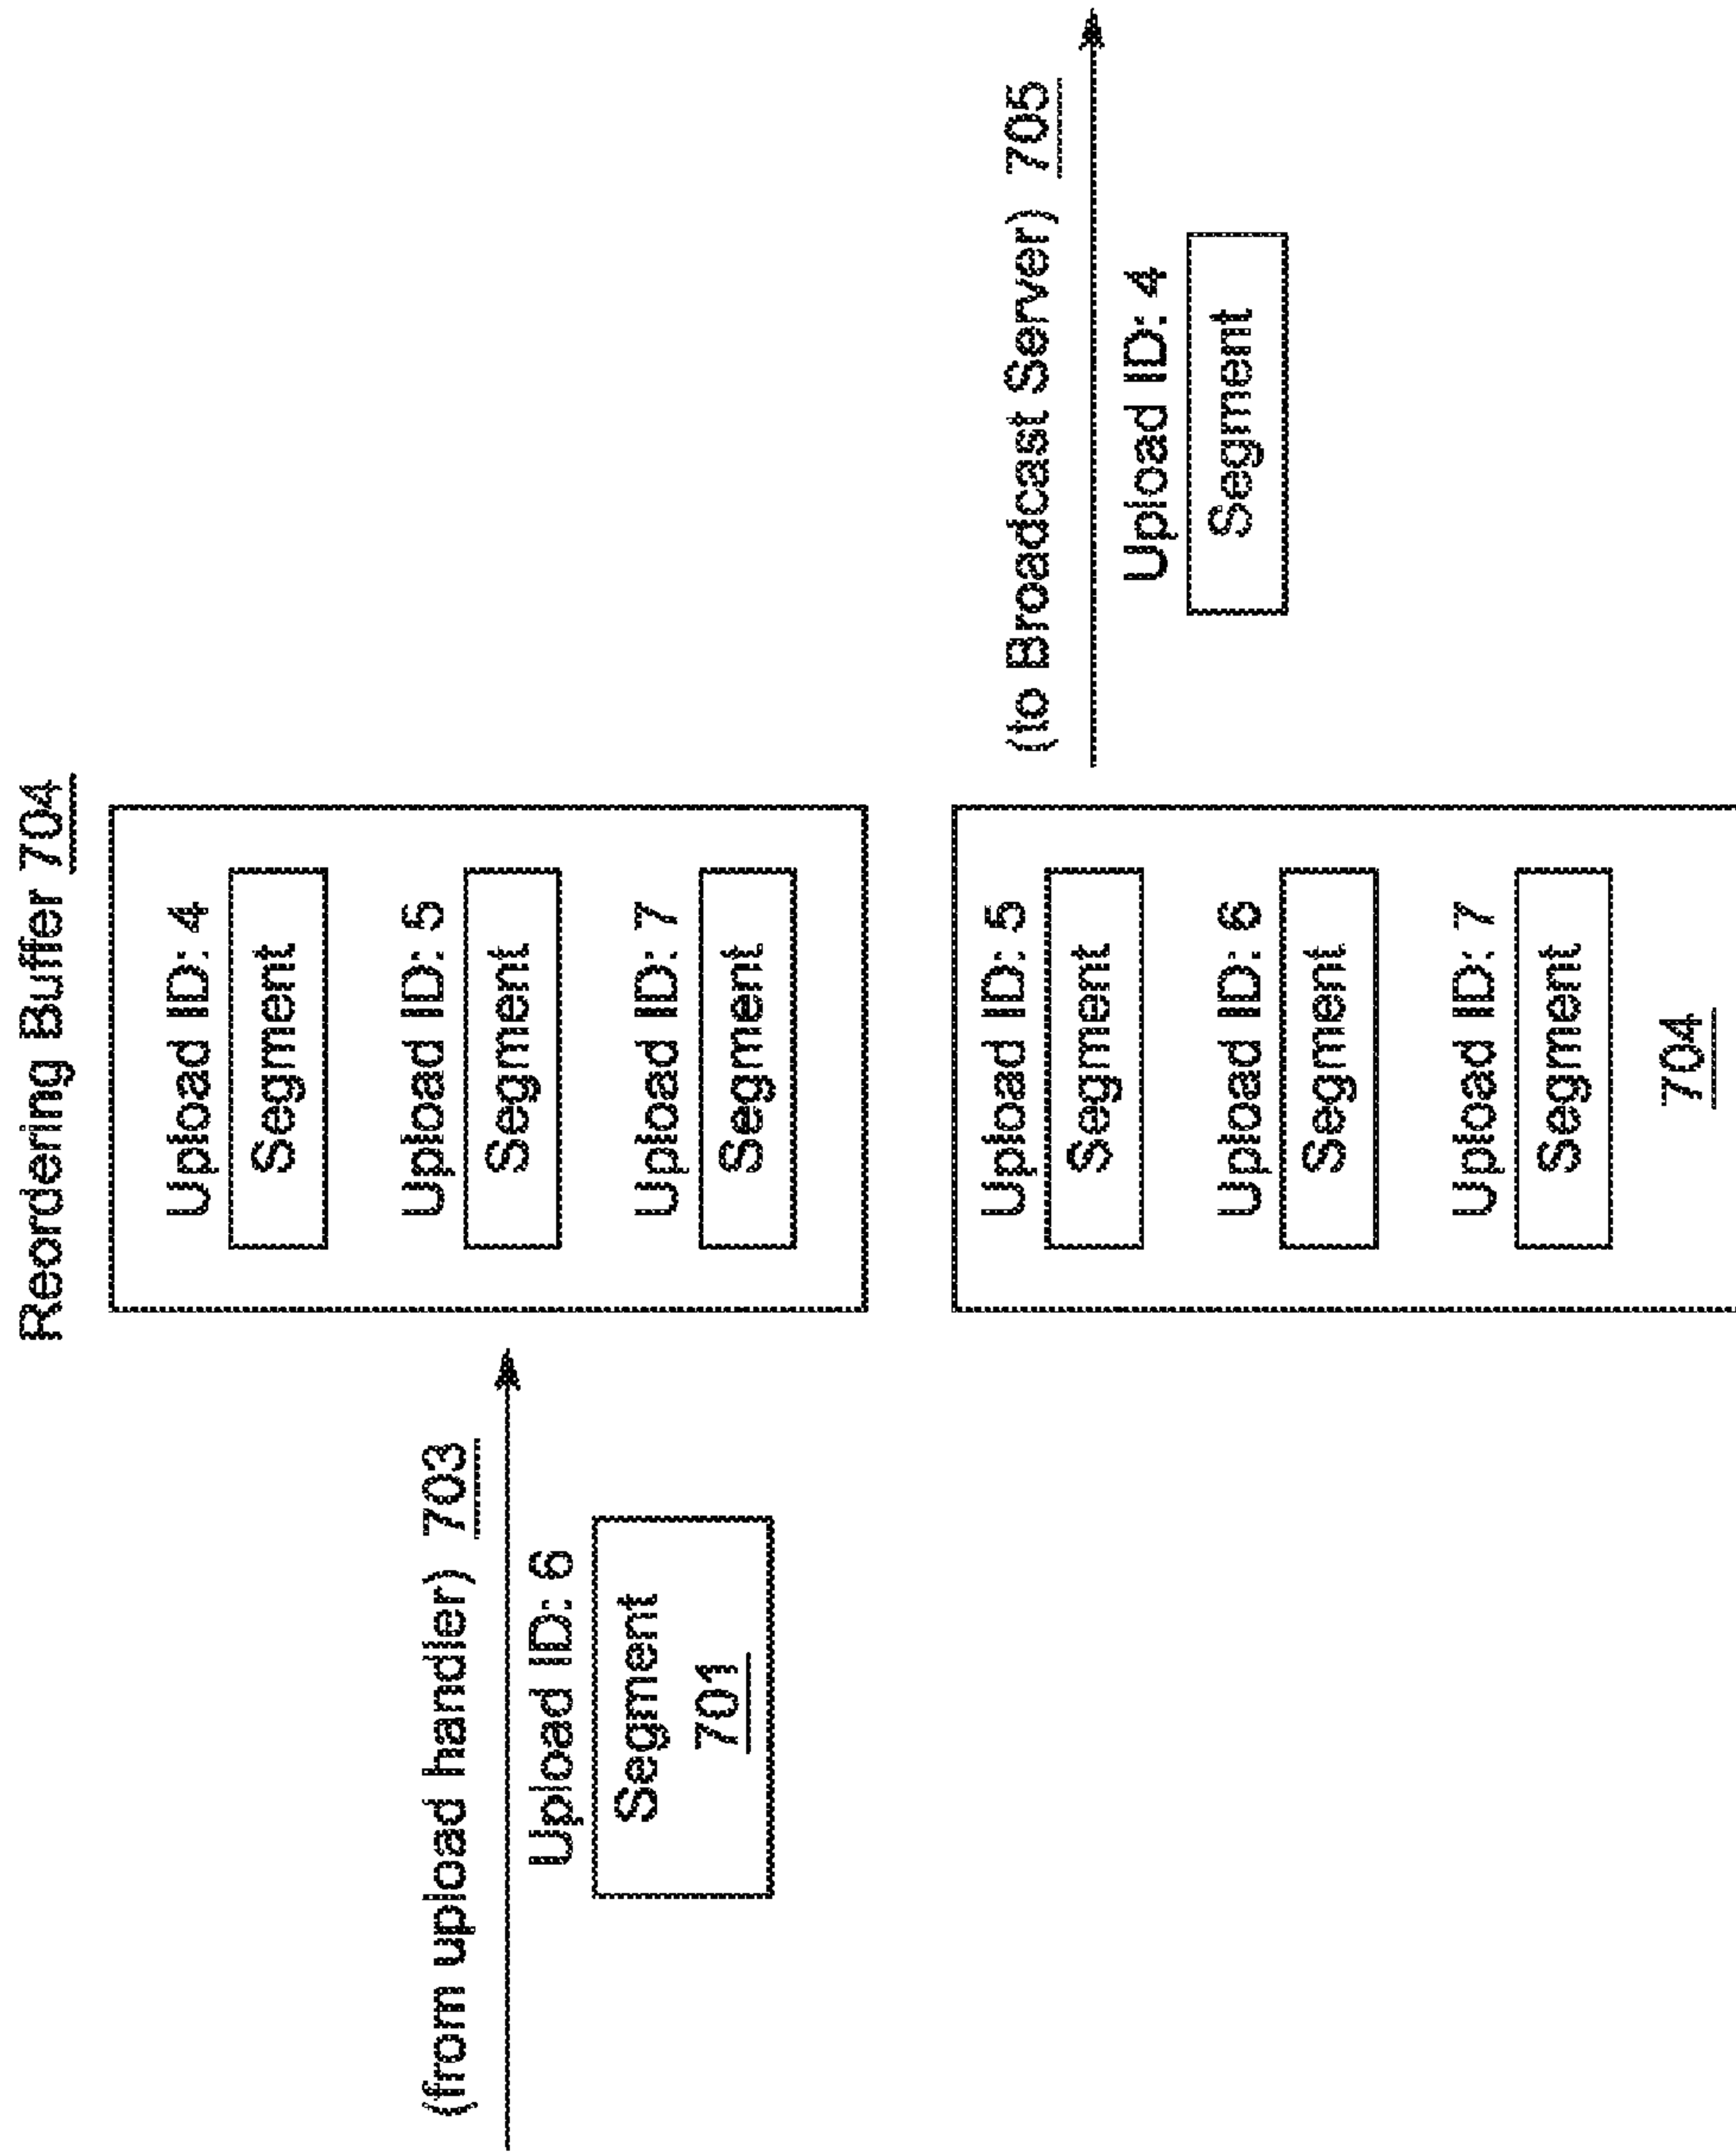 Reordering Buffer 704
(from upload handler) 703
Upload ID: 6
Segment
701
Upload ID: 4
Segment
Upload ID: 5
Segment
Upload ID: 7
Segment
(to Broadcast Server) 705
Upload ID: 4
Segment
Upload ID: 5
Segment
Upload ID: 6
Segment
Upload ID: 7
Segment
704